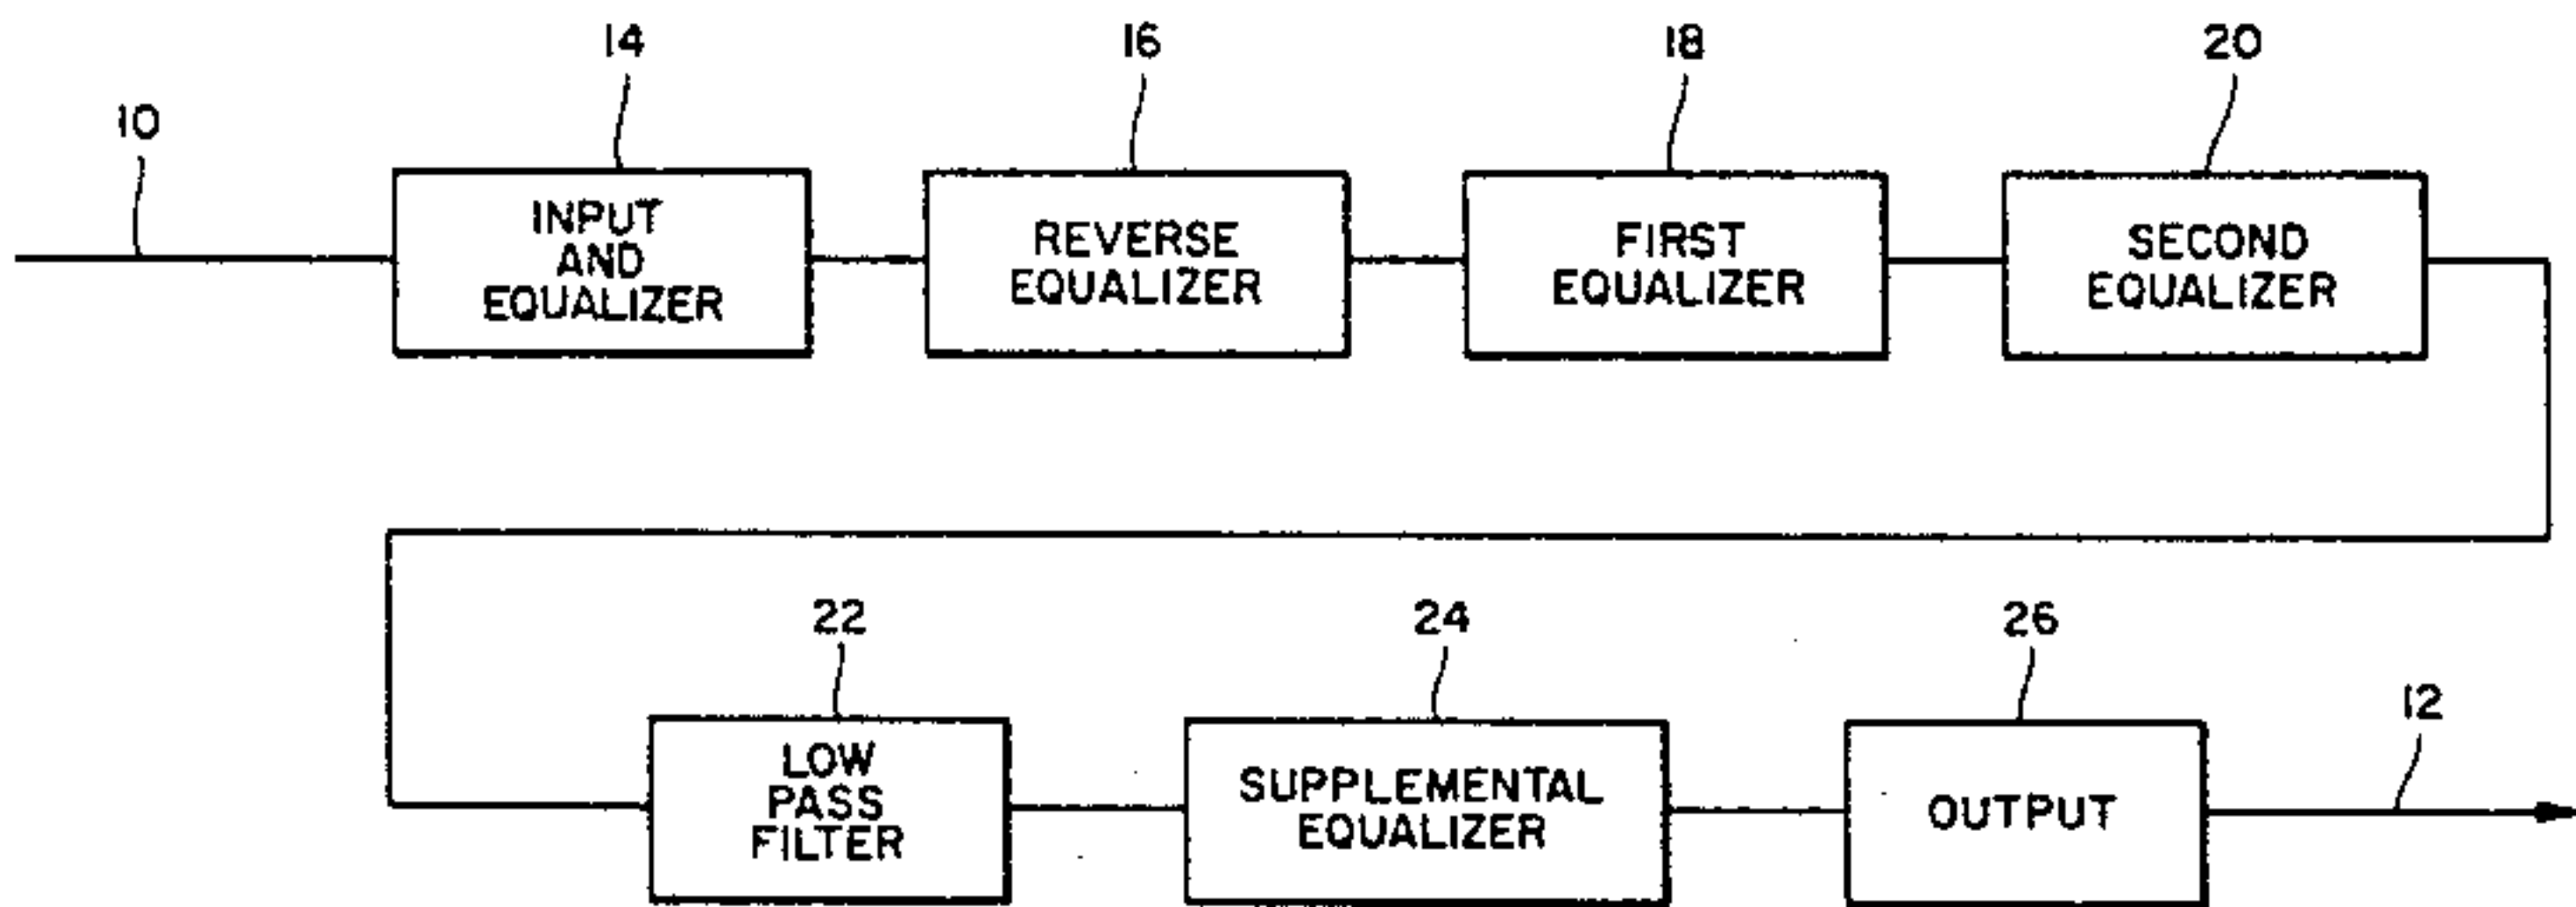 14
16
18
20
10
INPUT
AND
EQUALIZER
REVERSE
EQUALIZER
FIRST
EQUALIZER
SECOND
EQUALIZER
22
24
26
12
LOW
PASS
FILTER
SUPPLEMENTAL
EQUALIZER
OUTPUT